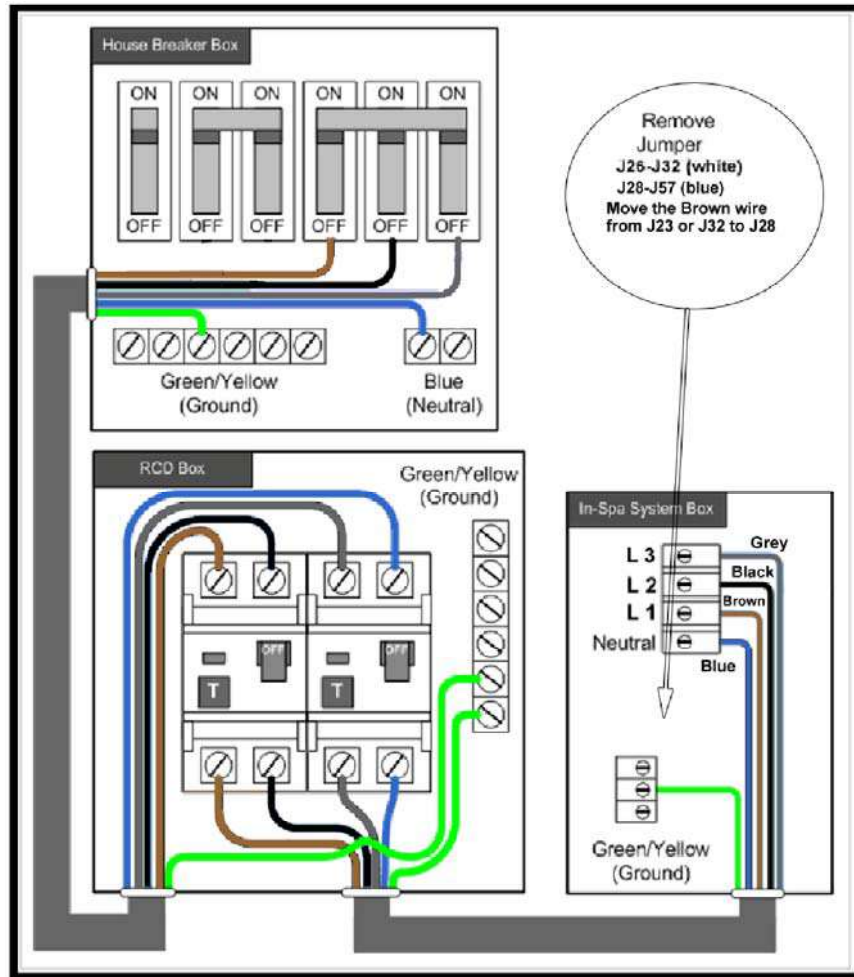 House Breaker Box
ON ON ON ON ON ON
OFF OFF OFF OFF OFF OFF
Green/Yellow
(Ground)
Blue
(Neutral)
Remove
Jumper
J26-J32 (white)
J28-J57 (blue)
Move the Brown wire
from J23 or J32 to J28
RCD Box
Green/Yellow
(Ground)
OFF OFF
T T
In-Spa System Box
L 3 Grey
L 2 Black
L 1 Brown
Neutral
Blue
Green/Yellow
(Ground)